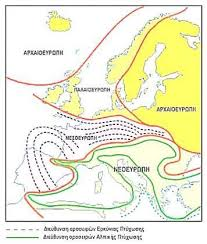 ΑΡΧΑΙΟΕΥΡΩΠΗ
ΠΑΛΑΙΟΕΥΡΩΠΗ
ΑΡΧΑΙΟΕΥΡΩΠΗ
ΜΕΣΟΕΥΡΩΠΗ
ΝΕΟΕΥΡΩΠΗ
Διεύθυνση οροσειρών Ερκύνιας Πτύχωσης
Διεύθυνση οροσειρών Αλπικής Πτύχωσης